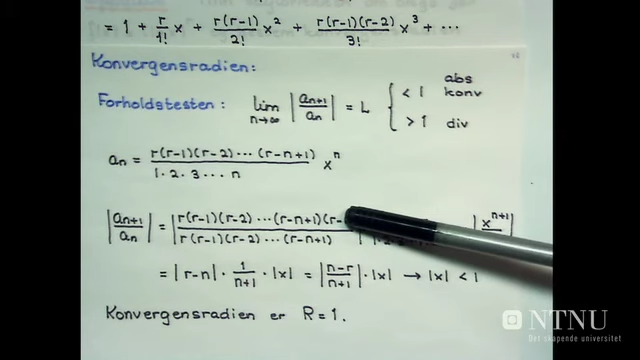 = 1 + r/1! x + r(r-1)/2! x² + r(r-1)(r-2)/3! x³ + ...
Konvergensradien:
Forholdstesten: lim n→∞ |aₙ₊₁/aₙ| = L { < 1 abs konv
> 1 div
aₙ = r(r-1)(r-2)...(r-n+1)/1·2·3...n xⁿ
|aₙ₊₁/aₙ| = |r(r-1)(r-2)...(r-n+1)(r-/r(r-1)(r-2)...(r-n+1)| |xⁿ⁺¹
= |r-n| · 1/n+1 · |x| = |n-r/n+1| · |x| → |x| < 1
Konvergensradien er R = 1.
NTNU
Det skapende universitet